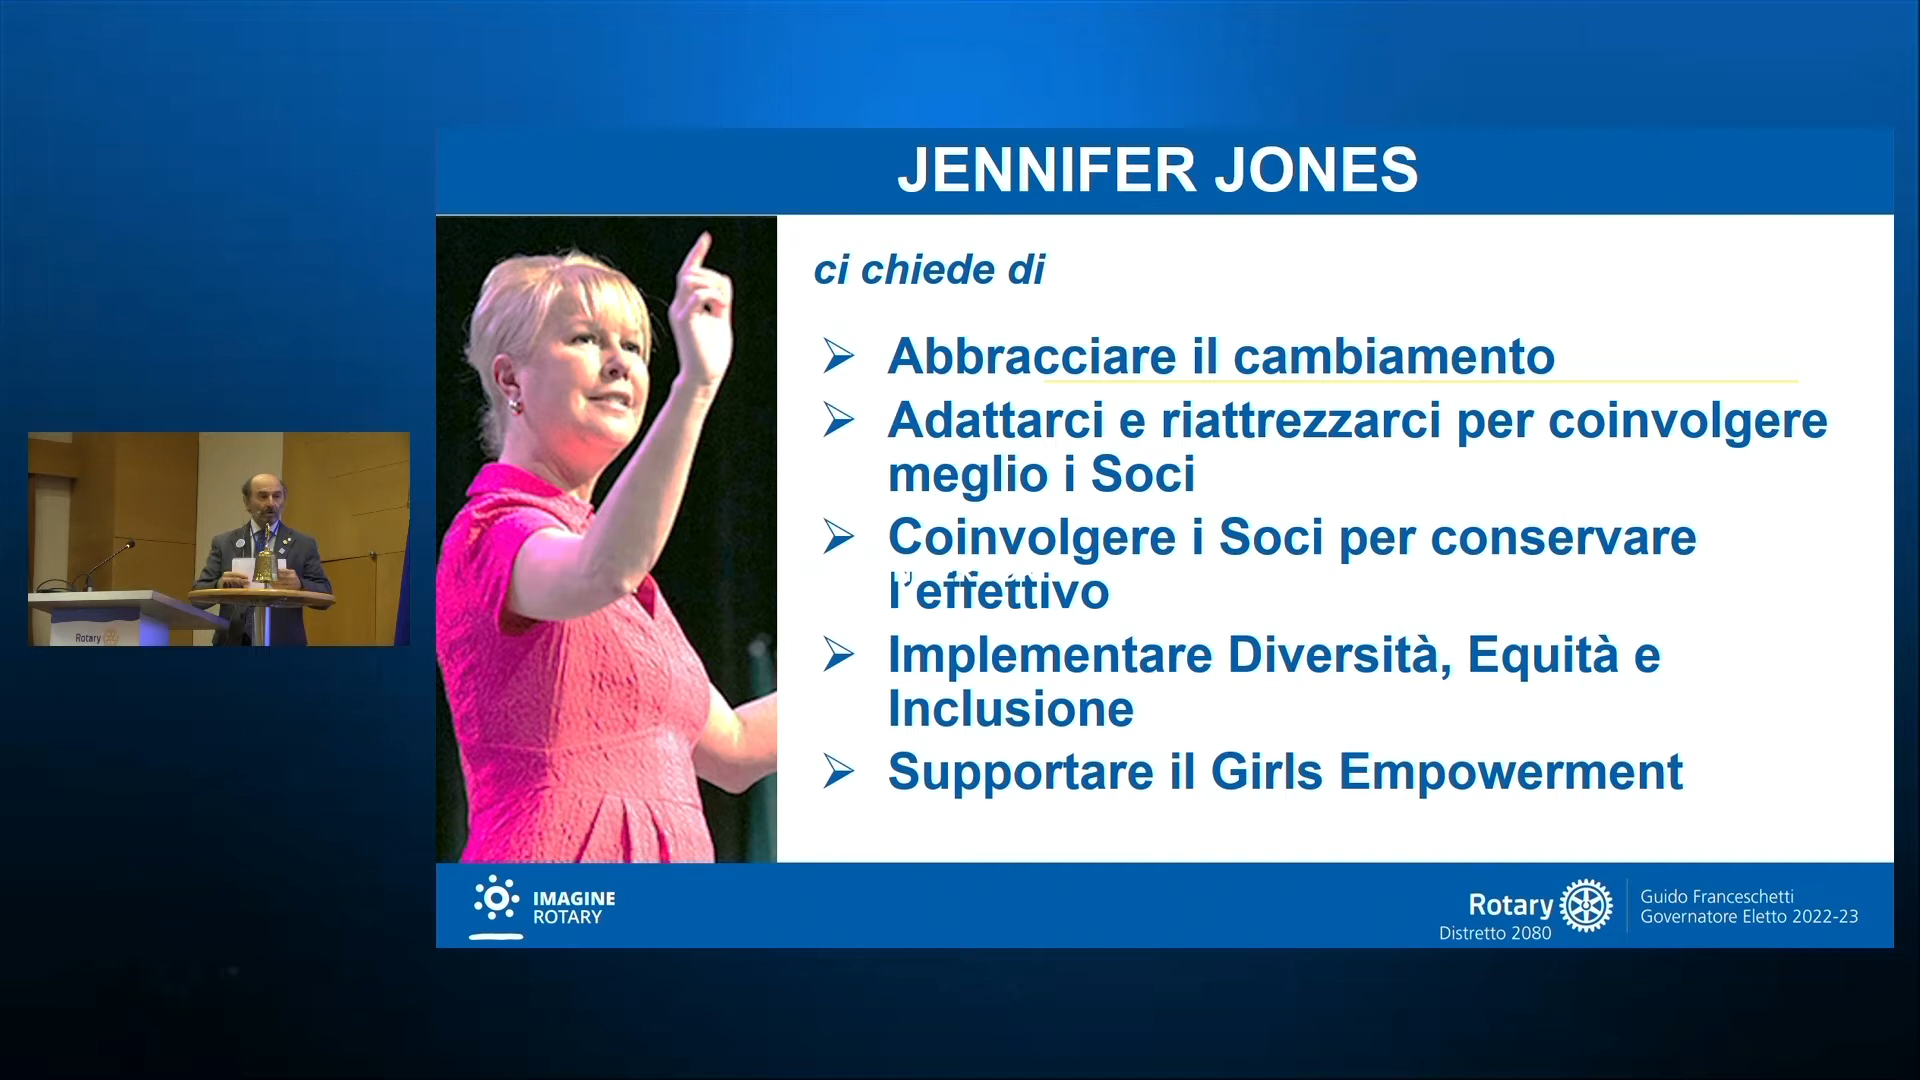 JENNIFER JONES
ci chiede di
➢ Abbracciare il cambiamento
➢ Adattarci e riattrezzarci per coinvolgere
meglio i Soci
➢ Coinvolgere i Soci per conservare
l’effettivo
➢ Implementare Diversità, Equità e
Inclusione
➢ Supportare il Girls Empowerment
Rotary
IMAGINE
ROTARY
Rotary
Distretto 2080
Guido Franceschetti
Governatore Eletto 2022-23